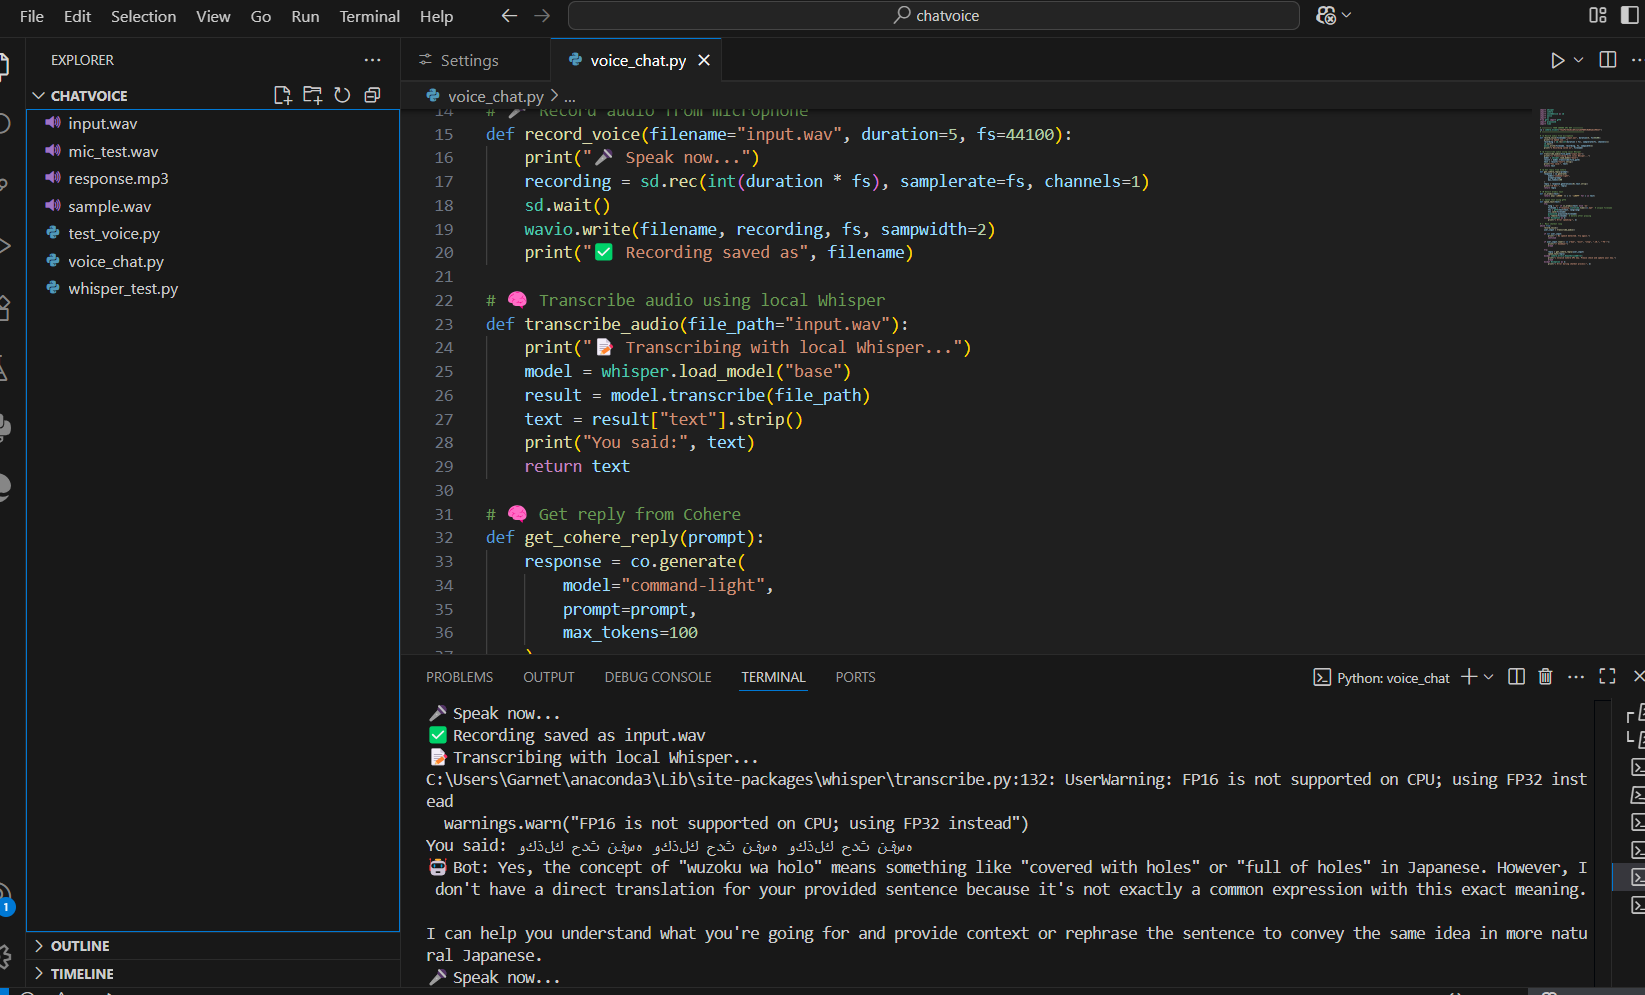 File Edit Selection View Go Run Terminal Help
chatvoice
EXPLORER
CHATVOICE
input.wav
mic_test.wav
response.mp3
sample.wav
test_voice.py
voice_chat.py
whisper_test.py
OUTLINE
TIMELINE
1
Settings
voice_chat.py
voice_chat.py > ...
14 # 🎤 Record audio from microphone
15 def record_voice(filename="input.wav", duration=5, fs=44100):
16     print("🎤 Speak now...")
17     recording = sd.rec(int(duration * fs), samplerate=fs, channels=1)
18     sd.wait()
19     wavio.write(filename, recording, fs, sampwidth=2)
20     print("✅ Recording saved as", filename)
21
22 # 🧠 Transcribe audio using local Whisper
23 def transcribe_audio(file_path="input.wav"):
24     print("📝 Transcribing with local Whisper...")
25     model = whisper.load_model("base")
26     result = model.transcribe(file_path)
27     text = result["text"].strip()
28     print("You said:", text)
29     return text
30
31 # 🧠 Get reply from Cohere
32 def get_cohere_reply(prompt):
33     response = co.generate(
34         model="command-light",
35         prompt=prompt,
36         max_tokens=100
37     )
PROBLEMS OUTPUT DEBUG CONSOLE TERMINAL PORTS
Python: voice_chat
🎤 Speak now...
✅ Recording saved as input.wav
📝 Transcribing with local Whisper...
C:\Users\Garnet\anaconda3\Lib\site-packages\whisper\transcribe.py:132: UserWarning: FP16 is not supported on CPU; using FP32 inst
ead
  warnings.warn("FP16 is not supported on CPU; using FP32 instead")
You said:
🤖 Bot: Yes, the concept of "wuzoku wa holo" means something like "covered with holes" or "full of holes" in Japanese. However, I
 don't have a direct translation for your provided sentence because it's not exactly a common expression with this exact meaning.
I can help you understand what you're going for and provide context or rephrase the sentence to convey the same idea in more natu
ral Japanese.
🎤 Speak now...